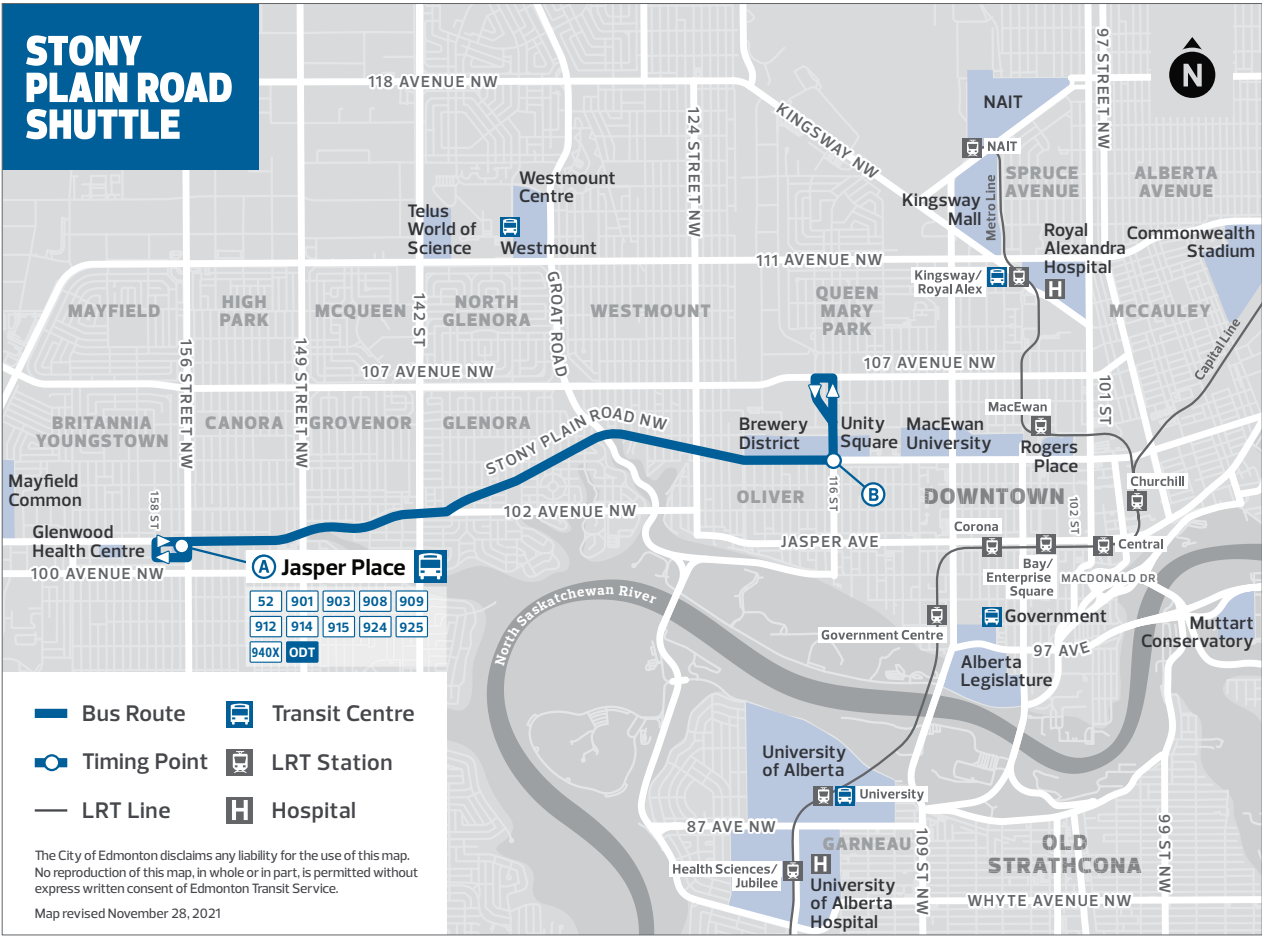 STONY
PLAIN ROAD
SHUTTLE
118 AVENUE NW
KINGSWAY NW
97 STREET NW
N
NAIT
NAIT
124 STREET NW
Westmount
Centre
Telus
World of
Science
Westmount
SPRUCE
AVENUE
ALBERTA
AVENUE
Kingsway
Mall
Metro Line
Royal
Alexandra
Hospital
Commonwealth
Stadium
111 AVENUE NW
Kingsway/
Royal Alex
H
MAYFIELD
HIGH
PARK
MCQUEEN
142 ST
NORTH
GLENORA
GROAT ROAD
WESTMOUNT
QUEEN
MARY
PARK
MCCAULEY
Capital Line
156 STREET NW
149 STREET NW
107 AVENUE NW
107 AVENUE NW
101 ST
BRITANNIA
YOUNGSTOWN
CANORA
GROVENOR
GLENORA
STONY PLAIN ROAD NW
Brewery
District
Unity
Square
MacEwan
University
MacEwan
Rogers
Place
Mayfield
Common
158 ST
OLIVER
116 ST
B
DOWNTOWN
102 ST
Churchill
102 AVENUE NW
Glenwood
Health Centre
JASPER AVE
Corona
Bay/
Enterprise
Square
Central
100 AVENUE NW
A Jasper Place
MACDONALD DR
52 901 903 908 909
912 914 915 924 925
940X ODT
North Saskatchewan River
Government Centre
Government
97 AVE
Muttart
Conservatory
Alberta
Legislature
Bus Route
Transit Centre
Timing Point
LRT Station
LRT Line
H Hospital
University
of Alberta
University
87 AVE NW
GARNEAU
109 ST NW
OLD
STRATHCONA
99 ST NW
Health Sciences/
Jubilee
H
University
of Alberta
Hospital
WHYTE AVENUE NW
The City of Edmonton disclaims any liability for the use of this map.
No reproduction of this map, in whole or in part, is permitted without
express written consent of Edmonton Transit Service.
Map revised November 28, 2021